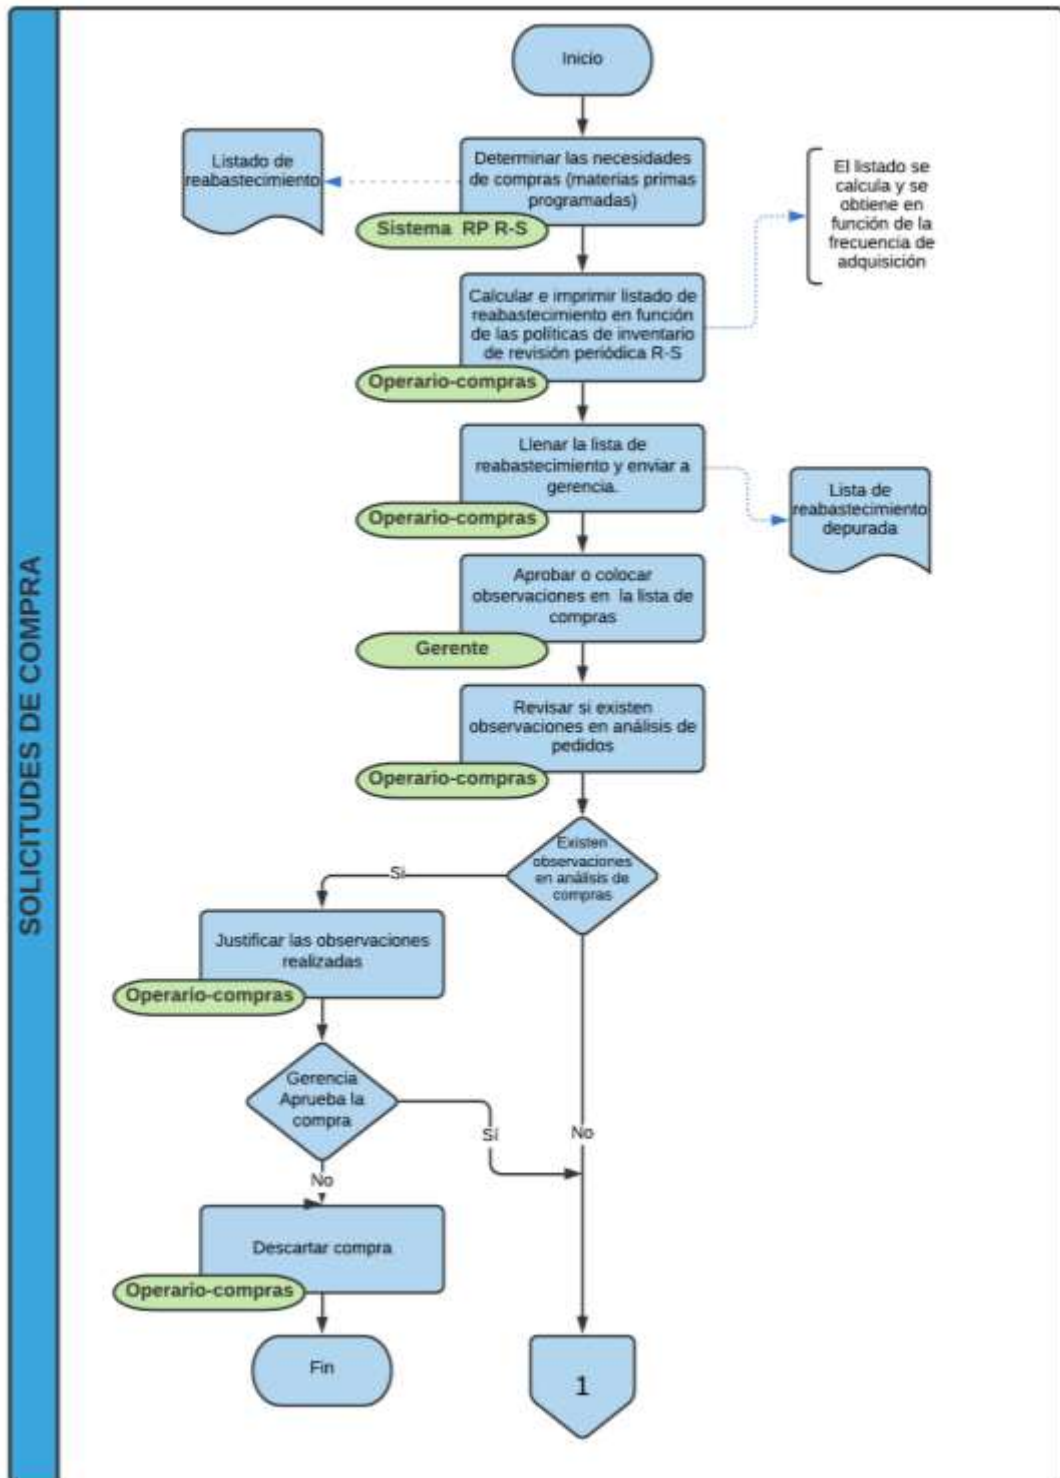 SOLICITUDES DE COMPRA
Inicio
Listado de
reabastecimiento
Determinar las necesidades
de compras (materias primas
programadas)
Sistema RP R-S
El listado se
calcula y se
obtiene en
función de la
frecuencia de
adquisición
Calcular e imprimir listado de
reabastecimiento en función
de las políticas de inventario
de revisión periódica R-S
Operario-compras
Llenar la lista de
reabastecimiento y enviar a
gerencia.
Operario-compras
Lista de
reabastecimiento
depurada
Aprobar o colocar
observaciones en la lista de
compras
Gerente
Revisar si existen
observaciones en análisis de
pedidos
Operario-compras
Existen
observaciones
en análisis de
compras
Si
Justificar las observaciones
realizadas
Operario-compras
Gerencia
Aprueba la
compra
Sí
No
No
Descartar compra
Operario-compras
Fin
1